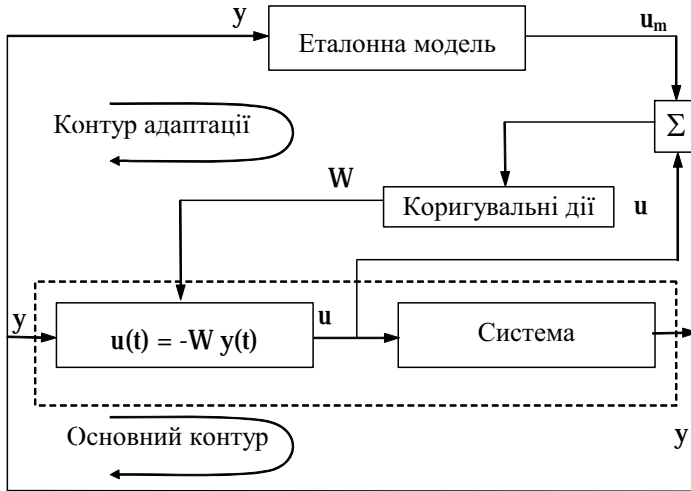 y
u_m
Еталонна модель
Контур адаптації
Σ
W
Коригувальні дії
u
y
u
u(t) = -W y(t)
Система
Основний контур
y